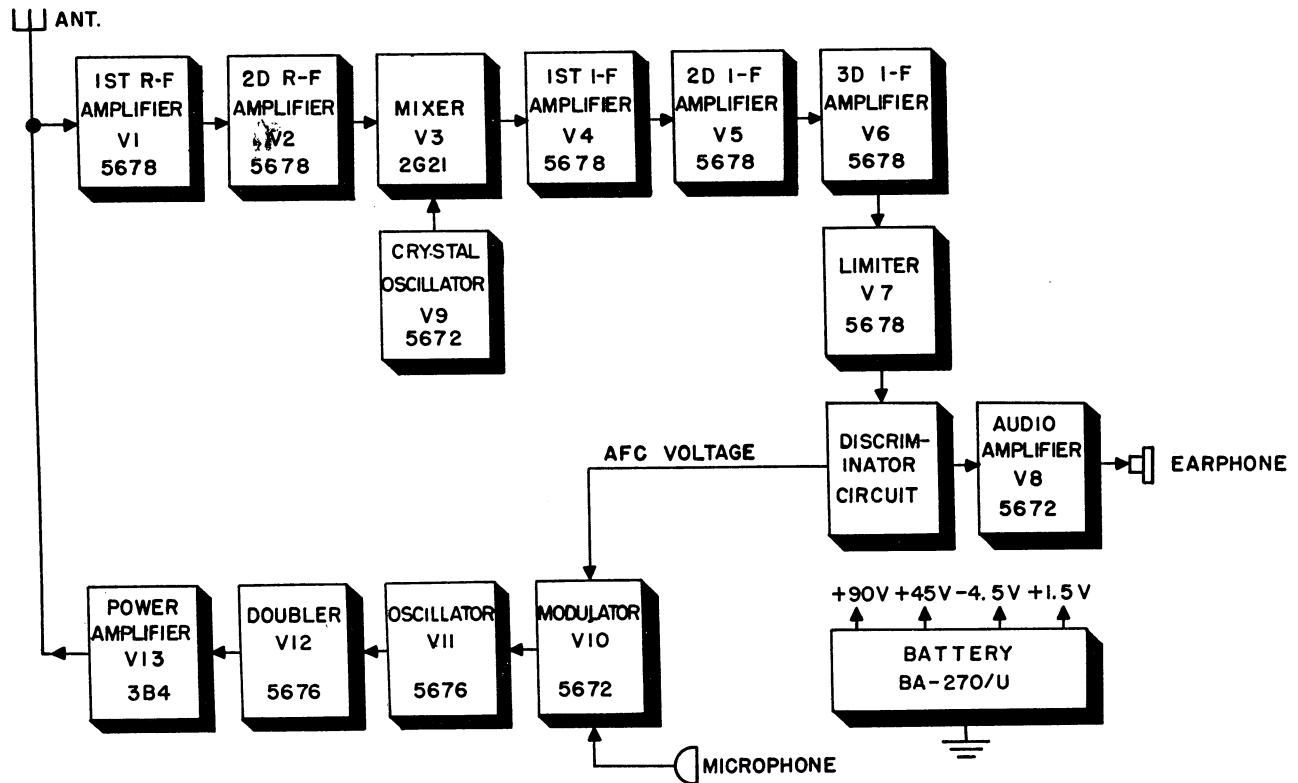 ANT.
1ST R-F
AMPLIFIER
V1
5678
2D R-F
AMPLIFIER
V2
5678
MIXER
V3
2G21
1ST I-F
AMPLIFIER
V4
5678
2D I-F
AMPLIFIER
V5
5678
3D I-F
AMPLIFIER
V6
5678
CRYSTAL
OSCILLATOR
V9
5672
LIMITER
V7
5678
DISCRIM-
INATOR
CIRCUIT
AUDIO
AMPLIFIER
V8
5672
EARPHONE
AFC VOLTAGE
POWER
AMPLIFIER
V13
3B4
DOUBLER
V12
5676
OSCILLATOR
V11
5676
MODULATOR
V10
5672
MICROPHONE
+90V +45V -4.5V +1.5V
BATTERY
BA-270/U